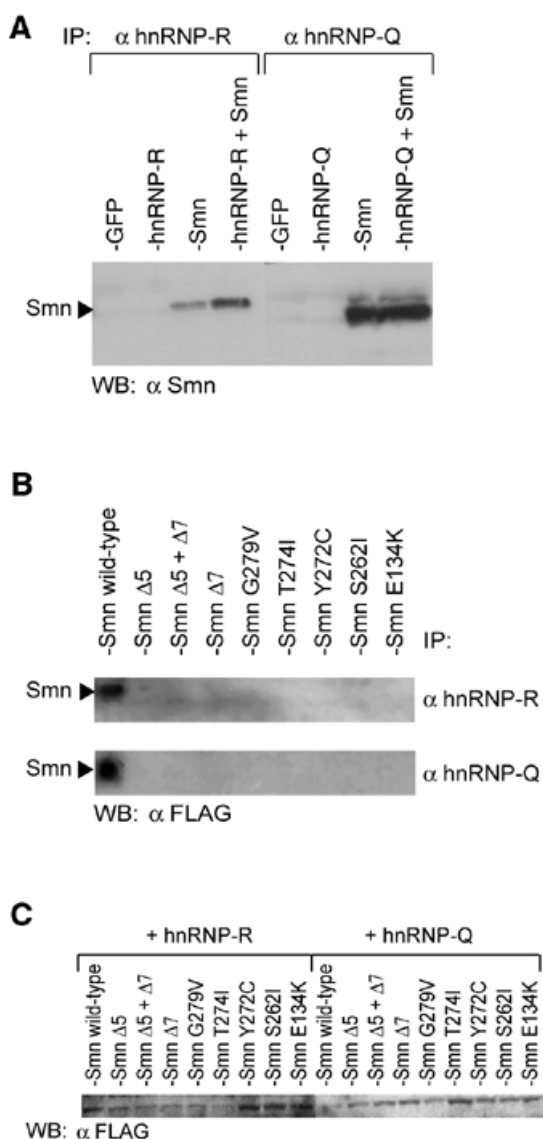 A
IP: α hnRNP-R α hnRNP-Q
-GFP
-hnRNP-R
-Smn
-hnRNP-R + Smn
-GFP
-hnRNP-Q
-Smn
-hnRNP-Q + Smn
Smn
WB: α Smn
B
-Smn wild-type
-Smn Δ5
-Smn Δ5 + Δ7
-Smn Δ7
-Smn G279V
-Smn T274I
-Smn Y272C
-Smn S262I
-Smn E134K
IP:
Smn α hnRNP-R
Smn α hnRNP-Q
WB: α FLAG
C
+ hnRNP-R + hnRNP-Q
-Smn wild-type
-Smn Δ5
-Smn Δ5 + Δ7
-Smn Δ7
-Smn G279V
-Smn T274I
-Smn Y272C
-Smn S262I
-Smn E134K
-Smn wild-type
-Smn Δ5
-Smn Δ5 + Δ7
-Smn Δ7
-Smn G279V
-Smn T274I
-Smn Y272C
-Smn S262I
-Smn E134K
WB: α FLAG